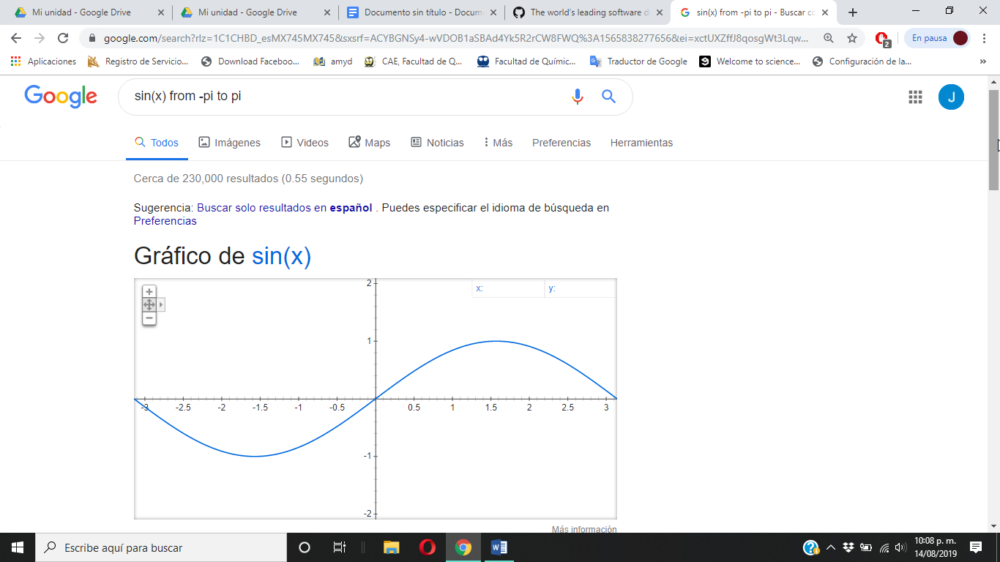 Mi unidad - Google Drive
Mi unidad - Google Drive
Documento sin título - Docum
The world's leading software d
sin(x) from -pi to pi - Buscar co
google.com/search?rlz=1C1CHBD_esMX745MX745&sxsrf=ACYBGNSy4-wVDOB1aSBAd4Yk5R2rCW8FWQ%3A1565838277656&ei=xctUXZffJ8qosgWt3Lqw...
2
En pausa
Aplicaciones
Registro de Servicio...
Download Faceboo...
amyd
CAE, Facultad de Q...
Facultad de Químic...
Traductor de Google
Welcome to science...
Configuración de la...
»
Google
sin(x) from -pi to pi
J
Todos
Imágenes
Videos
Maps
Noticias
Más
Preferencias
Herramientas
Cerca de 230,000 resultados (0.55 segundos)
Sugerencia: Buscar solo resultados en español . Puedes especificar el idioma de búsqueda en
Preferencias
Gráfico de sin(x)
x:
y:
2
1
-3 -2.5 -2 -1.5 -1 -0.5 0 0.5 1 1.5 2 2.5 3
-1
-2
Más información
Escribe aquí para buscar
10:08 p. m.
14/08/2019